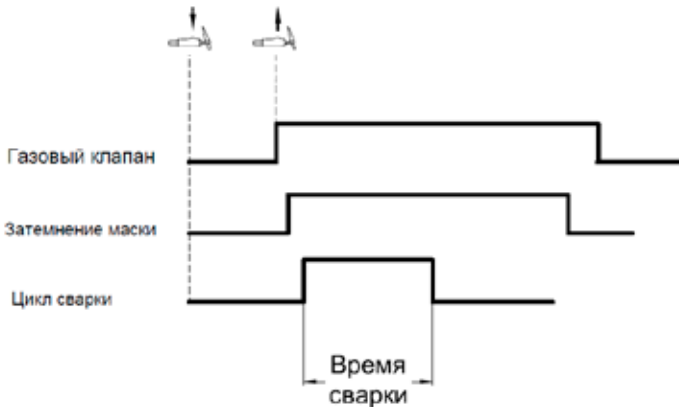 Газовый клапан
Затемнение маски
Цикл сварки
Время
сварки